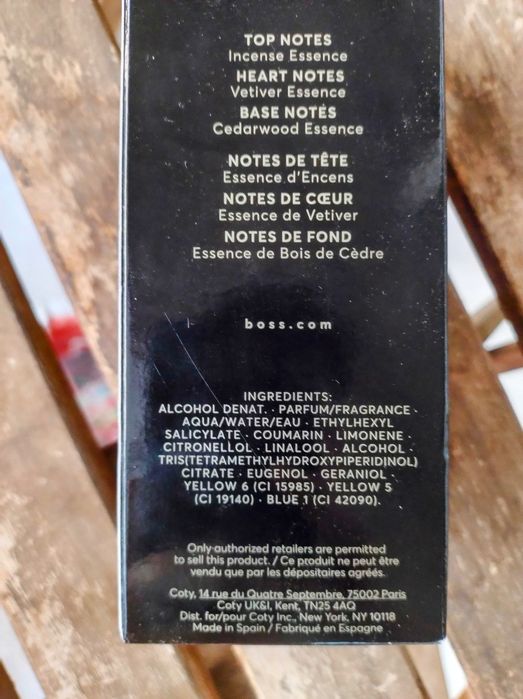 TOP NOTES
Incense Essence
HEART NOTES
Vetiver Essence
BASE NOTES
Cedarwood Essence
NOTES DE TÊTE
Essence d'Encens
NOTES DE CŒUR
Essence de Vetiver
NOTES DE FOND
Essence de Bois de Cèdre
boss.com
INGREDIENTS:
ALCOHOL DENAT. · PARFUM/FRAGRANCE ·
AQUA/WATER/EAU · ETHYLHEXYL
SALICYLATE · COUMARIN · LIMONENE ·
CITRONELLOL · LINALOOL · ALCOHOL ·
TRIS(TETRAMETHYLHYDROXYPIPERIDINOL)
CITRATE · EUGENOL · GERANIOL ·
YELLOW 6 (CI 15985) · YELLOW 5
(CI 19140) · BLUE 1 (CI 42090).
Only authorized retailers are permitted
to sell this product. / Ce produit ne peut être
vendu que par les dépositaires agréés.
Coty, 14 rue du Quatre Septembre, 75002 Paris
Coty UK&I, Kent, TN25 4AQ
Dist. for/pour Coty Inc., New York, NY 10118
Made in Spain / Fabriqué en Espagne